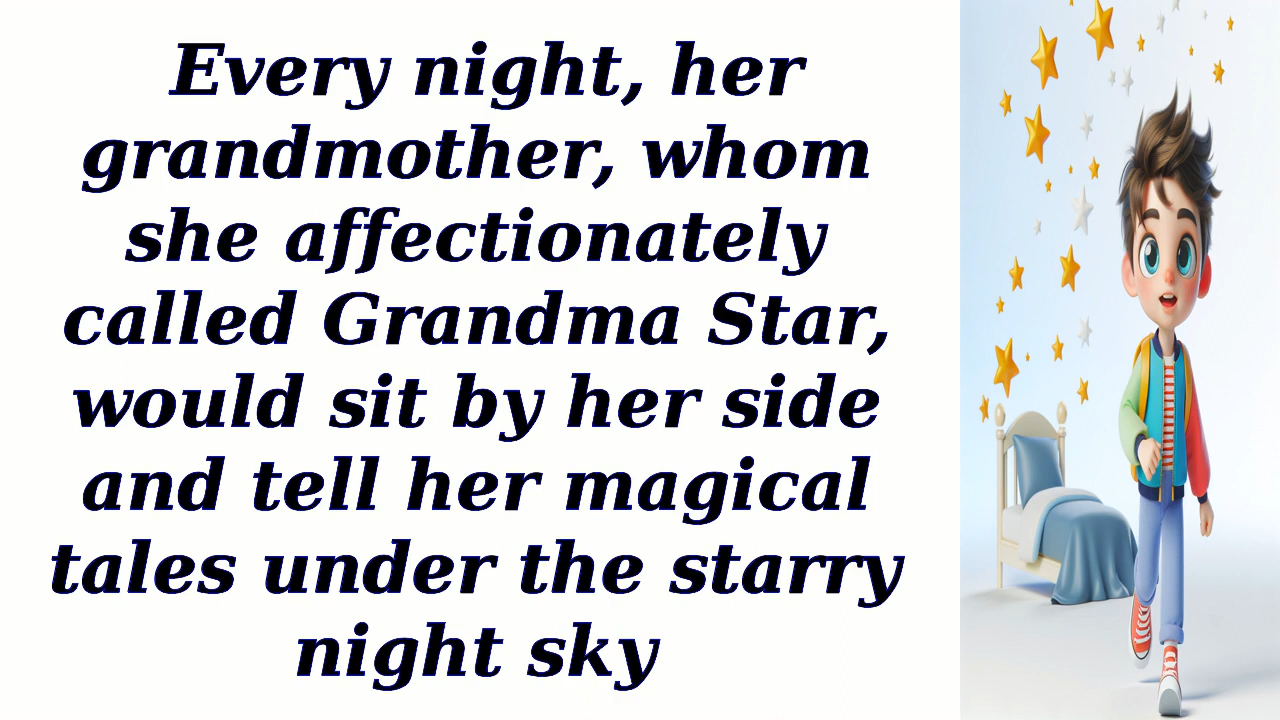 Every night, her
grandmother, whom
she affectionately
called Grandma Star,
would sit by her side
and tell her magical
tales under the starry
night sky